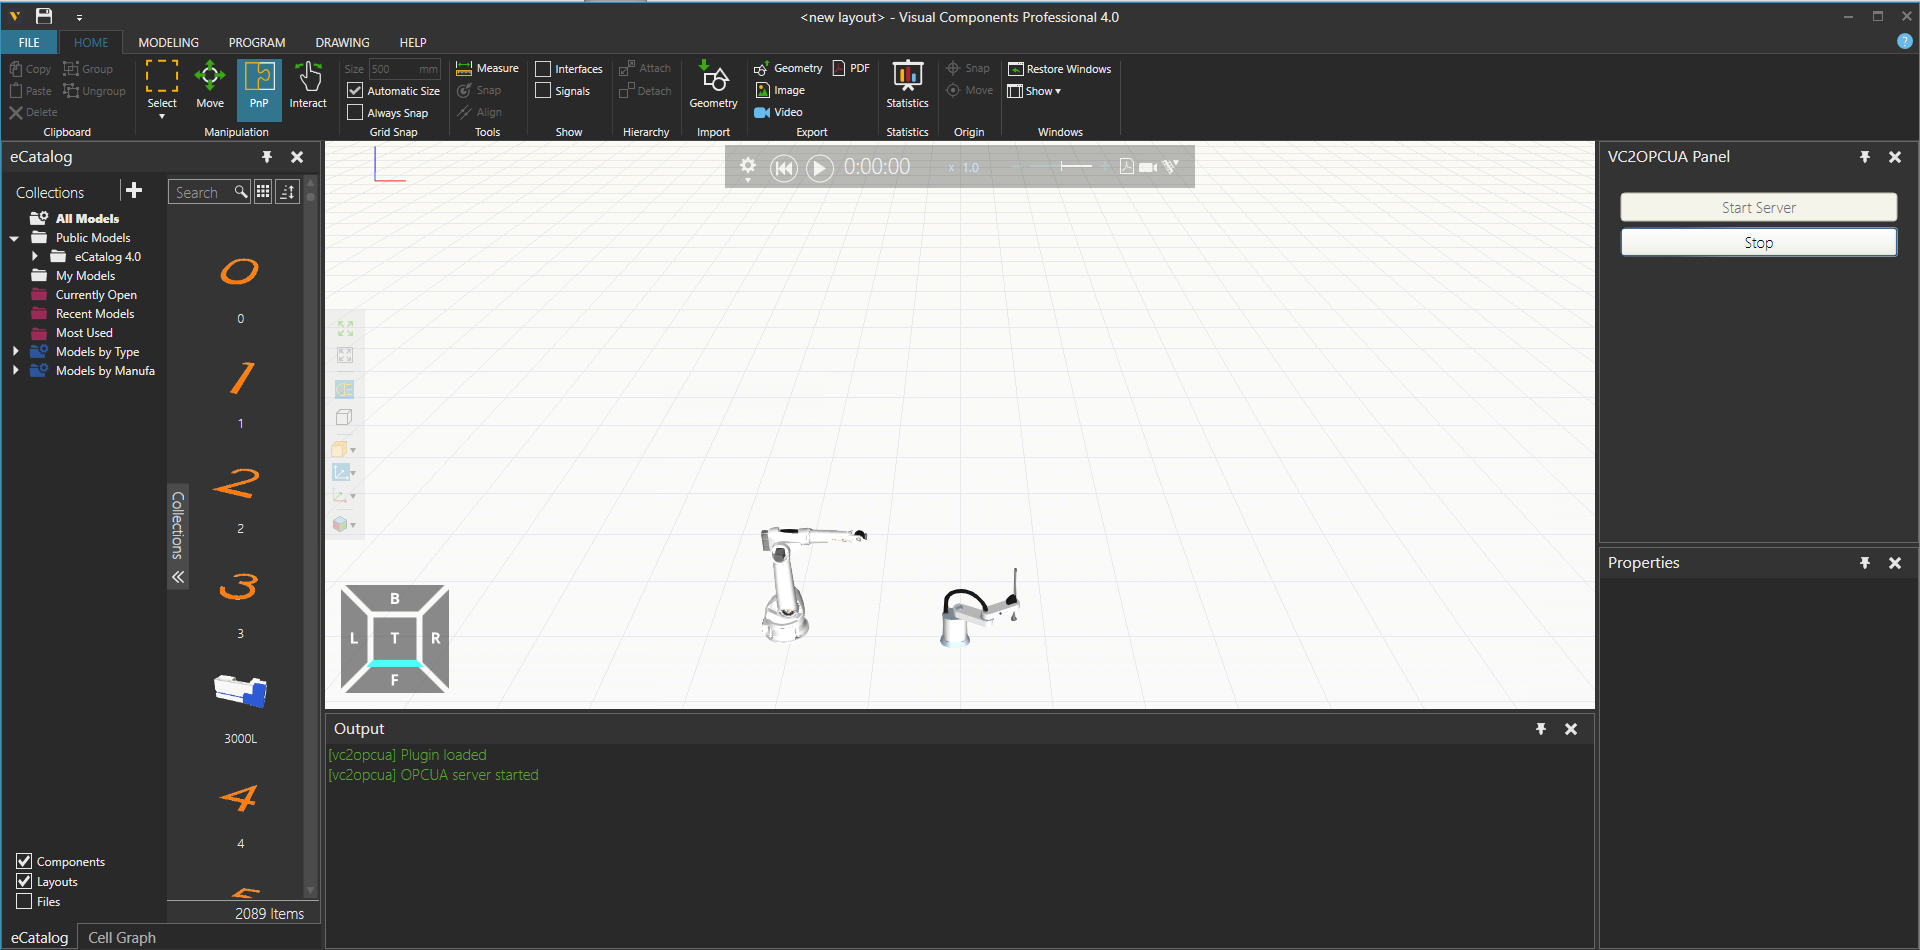 <new layout> - Visual Components Professional 4.0
FILE HOME MODELING PROGRAM DRAWING HELP
Copy Group
Paste Ungroup
Delete
Clipboard
Select Move PnP Interact
Manipulation
Size 500 mm
Automatic Size
Always Snap
Grid Snap
Measure
Snap
Align
Tools
Interfaces
Signals
Show
Attach
Detach
Hierarchy
Geometry
Import
Geometry PDF
Image
Video
Export
Statistics
Statistics
Snap
Move
Origin
Restore Windows
Show
Windows
eCatalog
Collections
All Models
Public Models
eCatalog 4.0
My Models
Currently Open
Recent Models
Most Used
Models by Type
Models by Manufa
Components
Layouts
Files
Search
0
0
1
1
2
2
3
3
3000L
4
4
5
Collections
2089 Items
eCatalog Cell Graph
0:00:00 x 1.0
B
L T R
F
Output
[vc2opcua] Plugin loaded
[vc2opcua] OPCUA server started
VC2OPCUA Panel
Start Server
Stop
Properties